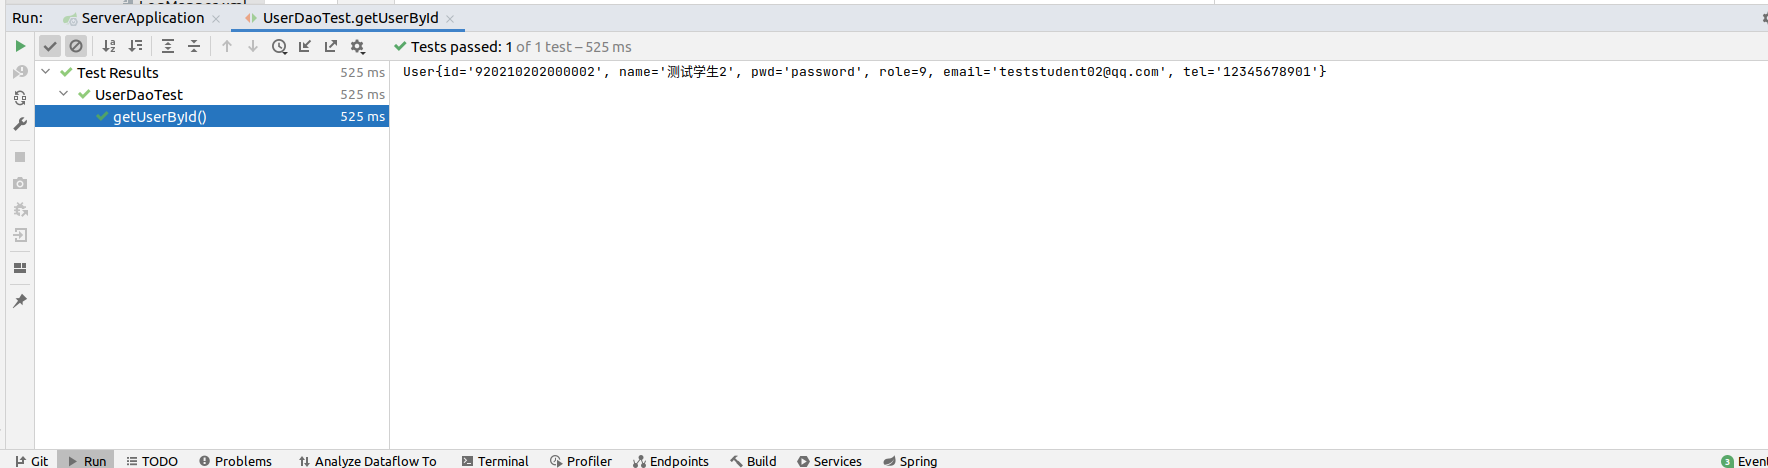 Run: ServerApplication UserDaoTest.getUserById
Tests passed: 1 of 1 test – 525 ms
Test Results 525 ms
UserDaoTest 525 ms
getUserById() 525 ms
User{id='920210202000002', name='测试学生2', pwd='password', role=9, email='teststudent02@qq.com', tel='12345678901'}
Git Run TODO Problems Analyze Dataflow To Terminal Profiler Endpoints Build Services Spring 3 Event